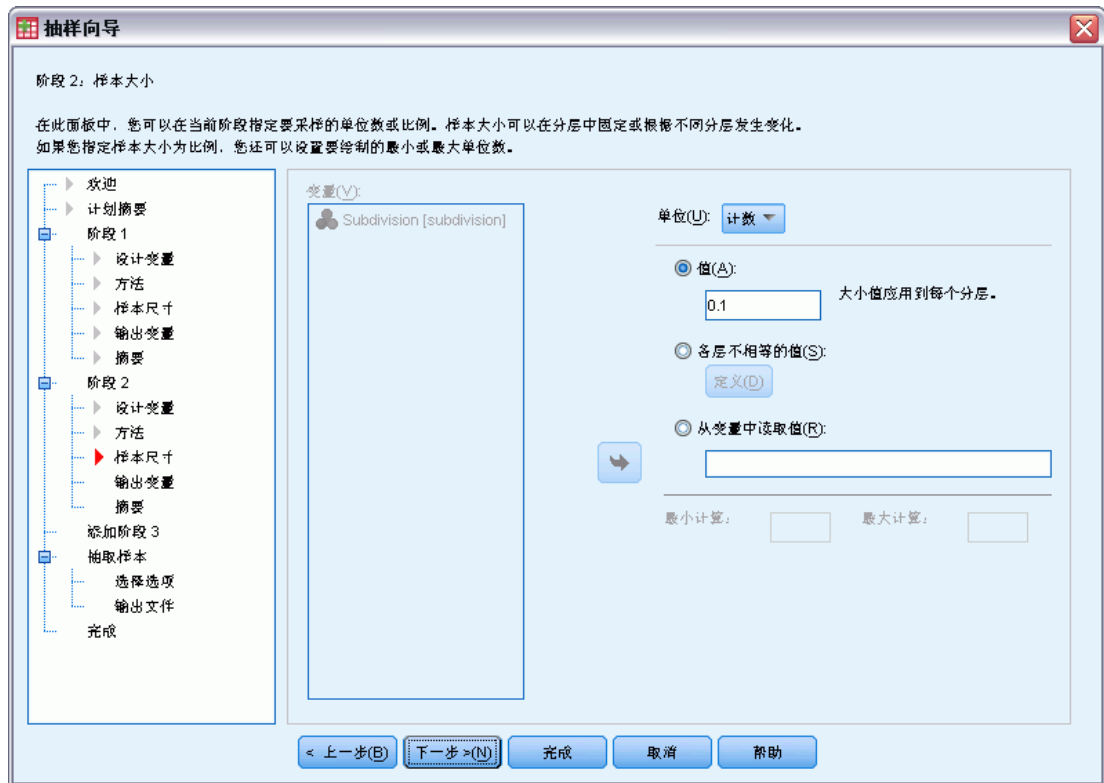 抽样向导
阶段 2：样本大小
在此面板中，您可以在当前阶段指定要采样的单位数或比例。样本大小可以在分层中固定或根据不同分层发生变化。
如果您指定样本大小为比例，您还可以设置要绘制的最小或最大单位数。
欢迎
计划摘要
阶段 1
设计变量
方法
样本尺寸
输出变量
摘要
阶段 2
设计变量
方法
样本尺寸
输出变量
摘要
添加阶段 3
抽取样本
选择选项
输出文件
完成
变量(V):
Subdivision [subdivision]
单位(U): 计数
值(A):
0.1
大小值应用到每个分层。
各层不相等的值(S):
定义(D)
从变量中读取值(R):
最小计算： 最大计算：
< 上一步(B) 下一步 >(N) 完成 取消 帮助